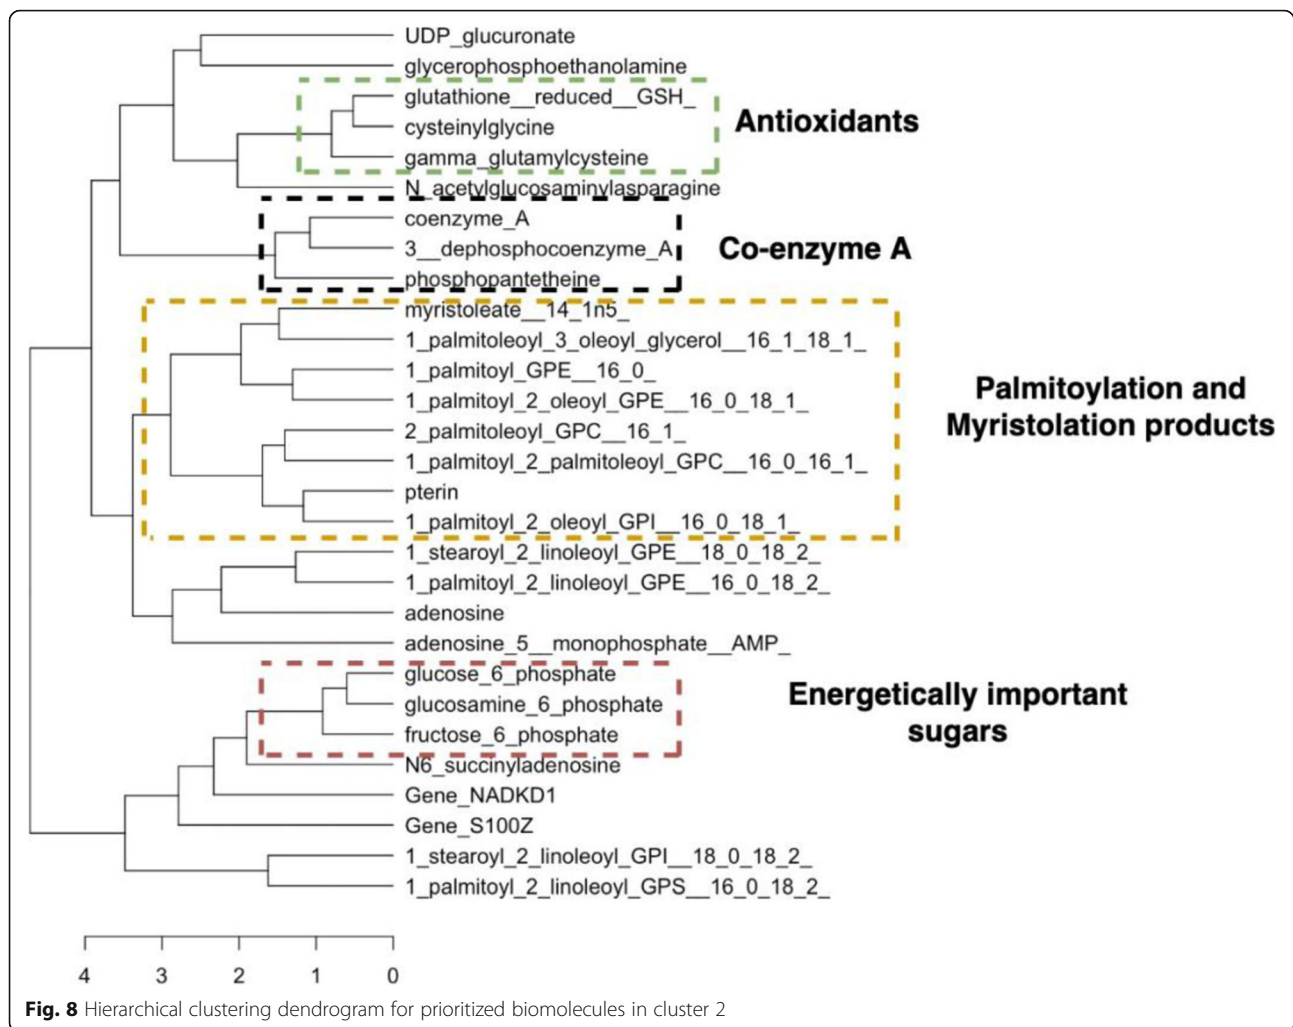 UDP_glucuronate
glycerophosphoethanolamine
glutathione__reduced__GSH_
cysteinylglycine
gamma_glutamylcysteine
N_acetylglucosaminylasparagine
Antioxidants
coenzyme_A
3__dephosphocoenzyme_A
phosphopantetheine
Co-enzyme A
myristoleate__14_1n5_
1_palmitoleoyl_3_oleoyl_glycerol__16_1_18_1_
1_palmitoyl_GPE__16_0_
1_palmitoyl_2_oleoyl_GPE__16_0_18_1_
2_palmitoleoyl_GPC__16_1_
1_palmitoyl_2_palmitoleoyl_GPC__16_0_16_1_
pterin
1_palmitoyl_2_oleoyl_GPI__16_0_18_1_
Palmitoylation and
Myristolation products
1_stearoyl_2_linoleoyl_GPE__18_0_18_2_
1_palmitoyl_2_linoleoyl_GPE__16_0_18_2_
adenosine
adenosine_5__monophosphate__AMP_
glucose_6_phosphate
glucosamine_6_phosphate
fructose_6_phosphate
Energetically important
sugars
N6_succinyladenosine
Gene_NADKD1
Gene_S100Z
1_stearoyl_2_linoleoyl_GPI__18_0_18_2_
1_palmitoyl_2_linoleoyl_GPS__16_0_18_2_
4 3 2 1 0
Fig. 8 Hierarchical clustering dendrogram for prioritized biomolecules in cluster 2